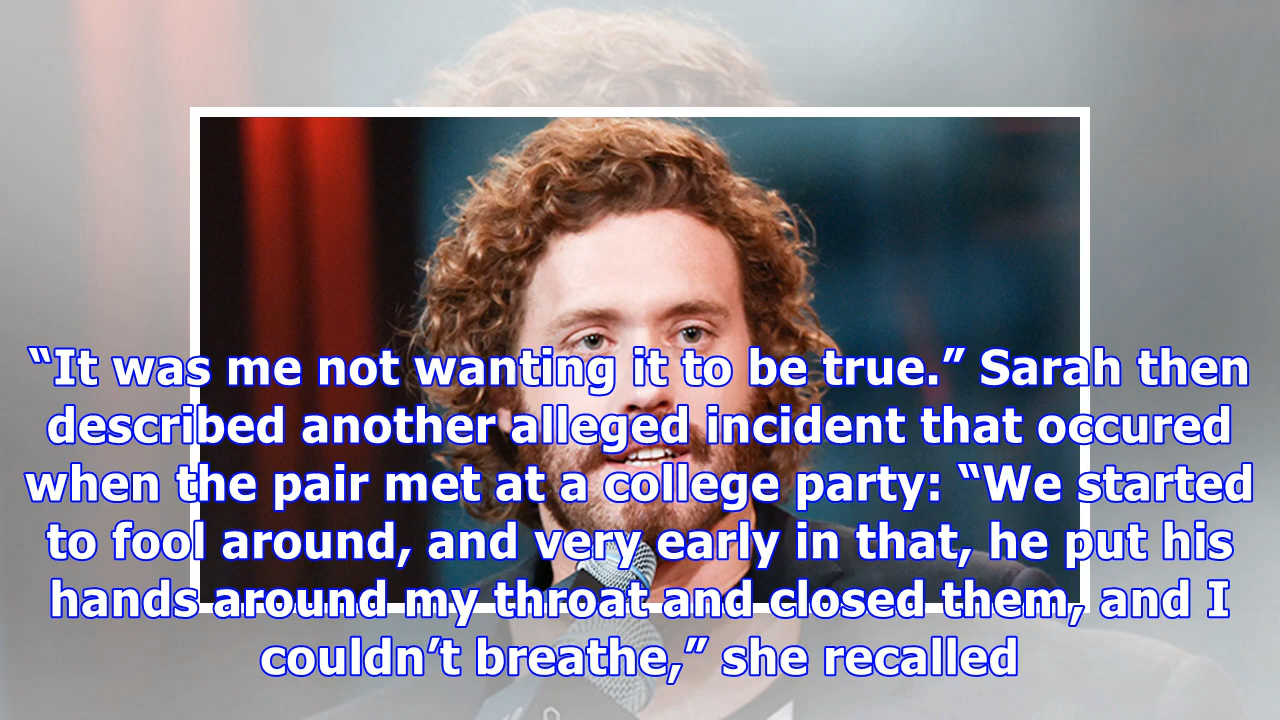 “It was me not wanting it to be true.” Sarah then
described another alleged incident that occured
when the pair met at a college party: “We started
to fool around, and very early in that, he put his
hands around my throat and closed them, and I
couldn’t breathe,” she recalled